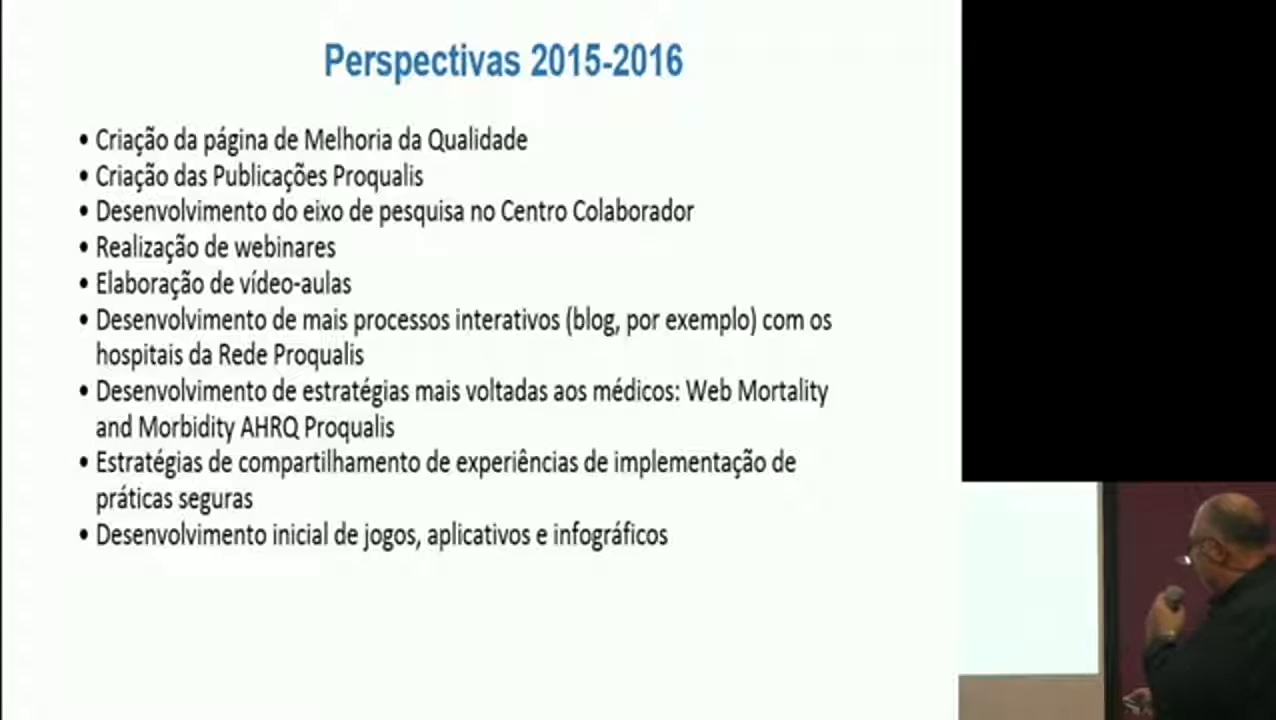 Perspectivas 2015-2016
• Criação da página de Melhoria da Qualidade
• Criação das Publicações Proqualis
• Desenvolvimento do eixo de pesquisa no Centro Colaborador
• Realização de webinares
• Elaboração de vídeo-aulas
• Desenvolvimento de mais processos interativos (blog, por exemplo) com os
hospitais da Rede Proqualis
• Desenvolvimento de estratégias mais voltadas aos médicos: Web Mortality
and Morbidity AHRQ Proqualis
• Estratégias de compartilhamento de experiências de implementação de
práticas seguras
• Desenvolvimento inicial de jogos, aplicativos e infográficos